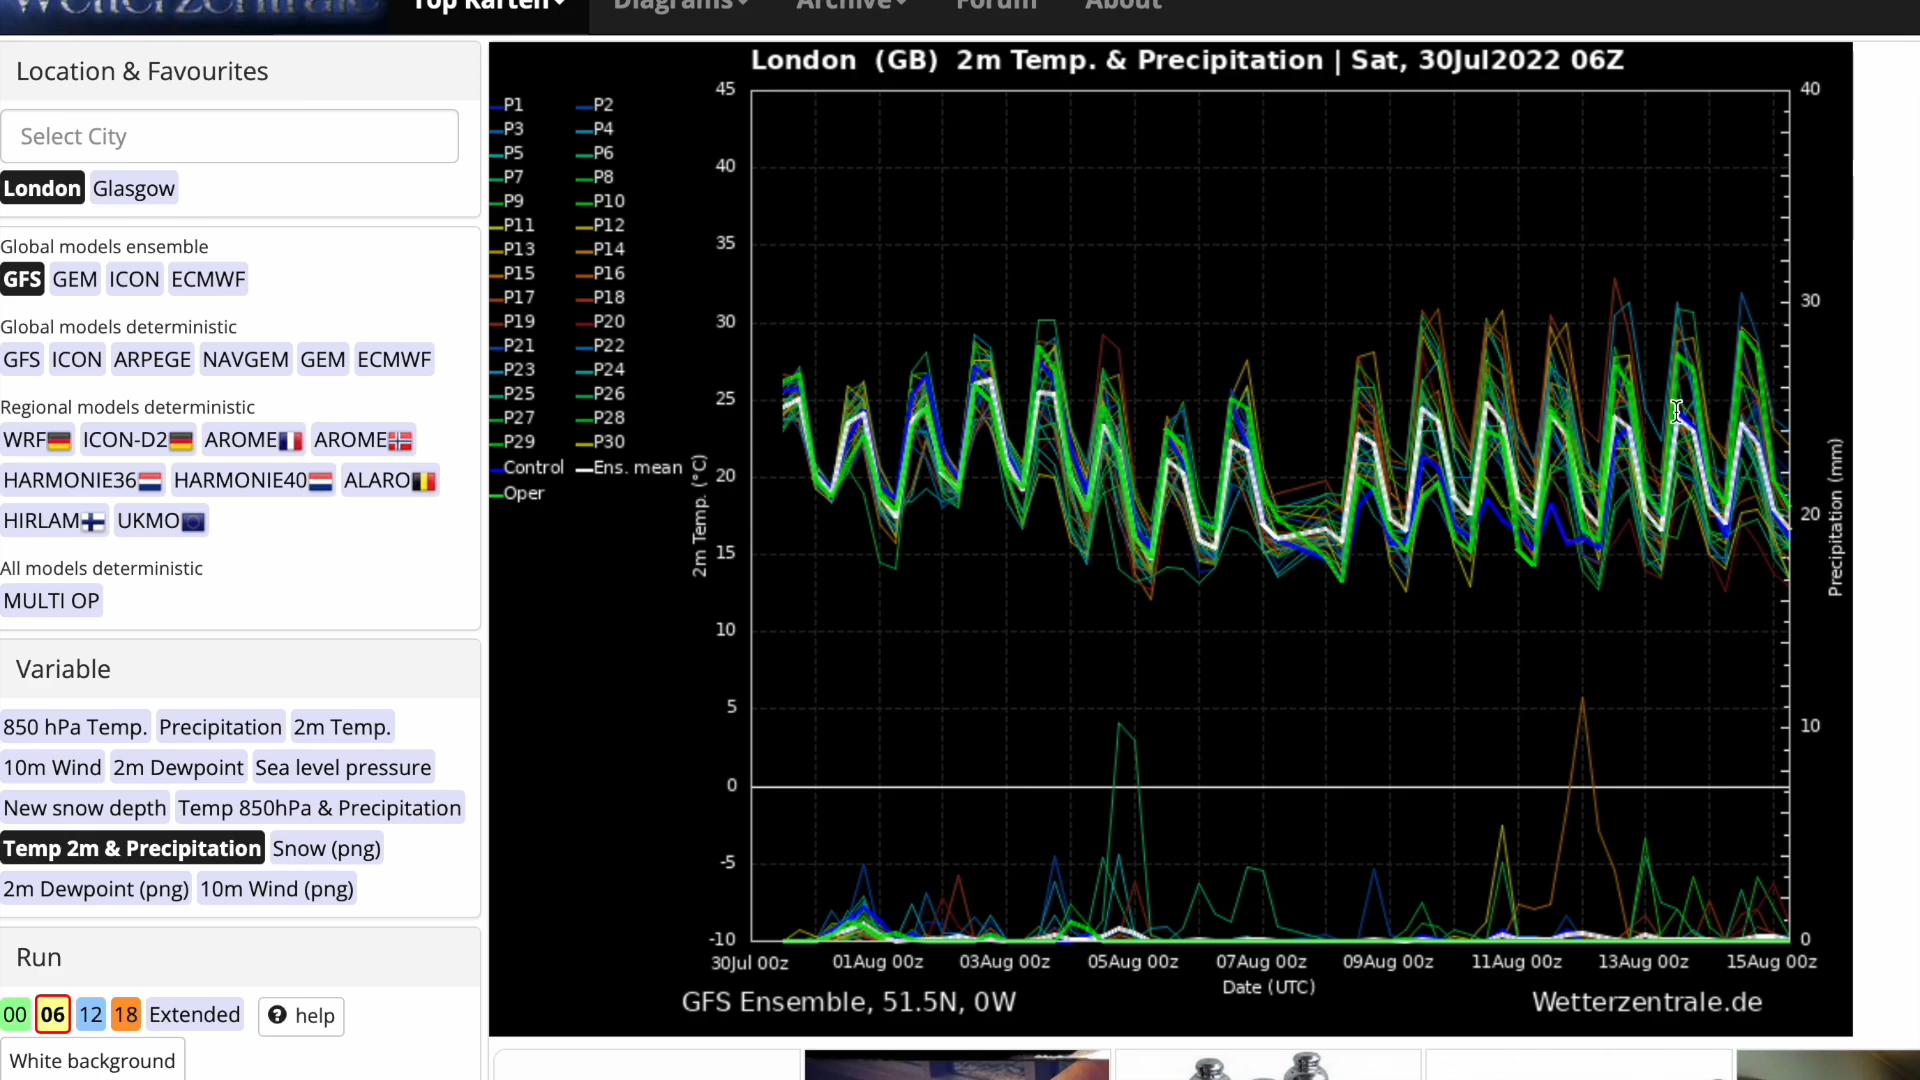 Wetterzentrale
Top Karten
Diagrams
Archive
Forum
About
Location & Favourites
Select City
London Glasgow
Global models ensemble
GFS GEM ICON ECMWF
Global models deterministic
GFS ICON ARPEGE NAVGEM GEM ECMWF
Regional models deterministic
WRF ICON-D2 AROME AROME
HARMONIE36 HARMONIE40 ALARO
HIRLAM UKMO
All models deterministic
MULTI OP
Variable
850 hPa Temp. Precipitation 2m Temp.
10m Wind 2m Dewpoint Sea level pressure
New snow depth Temp 850hPa & Precipitation
Temp 2m & Precipitation Snow (png)
2m Dewpoint (png) 10m Wind (png)
Run
00 06 12 18 Extended help
White background
London (GB) 2m Temp. & Precipitation | Sat, 30Jul2022 06Z
P1 P2
P3 P4
P5 P6
P7 P8
P9 P10
P11 P12
P13 P14
P15 P16
P17 P18
P19 P20
P21 P22
P23 P24
P25 P26
P27 P28
P29 P30
Control Ens. mean
Oper
2m Temp. (°C)
45
40
35
30
25
20
15
10
5
0
-5
-10
40
30
20
10
0
Precipitation (mm)
30Jul 00z 01Aug 00z 03Aug 00z 05Aug 00z 07Aug 00z 09Aug 00z 11Aug 00z 13Aug 00z 15Aug 00z
Date (UTC)
GFS Ensemble, 51.5N, 0W
Wetterzentrale.de